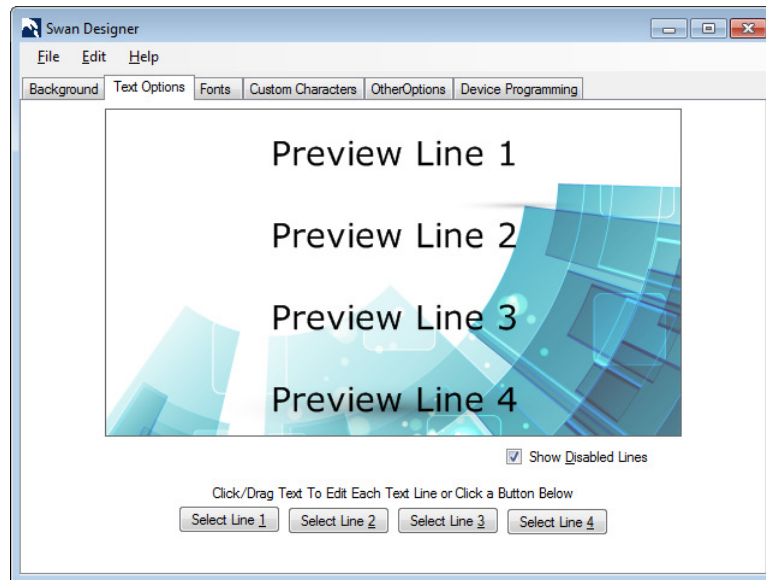 Swan Designer
File Edit Help
Background Text Options Fonts Custom Characters OtherOptions Device Programming
Preview Line 1
Preview Line 2
Preview Line 3
Preview Line 4
Show Disabled Lines
Click/Drag Text To Edit Each Text Line or Click a Button Below
Select Line 1 Select Line 2 Select Line 3 Select Line 4